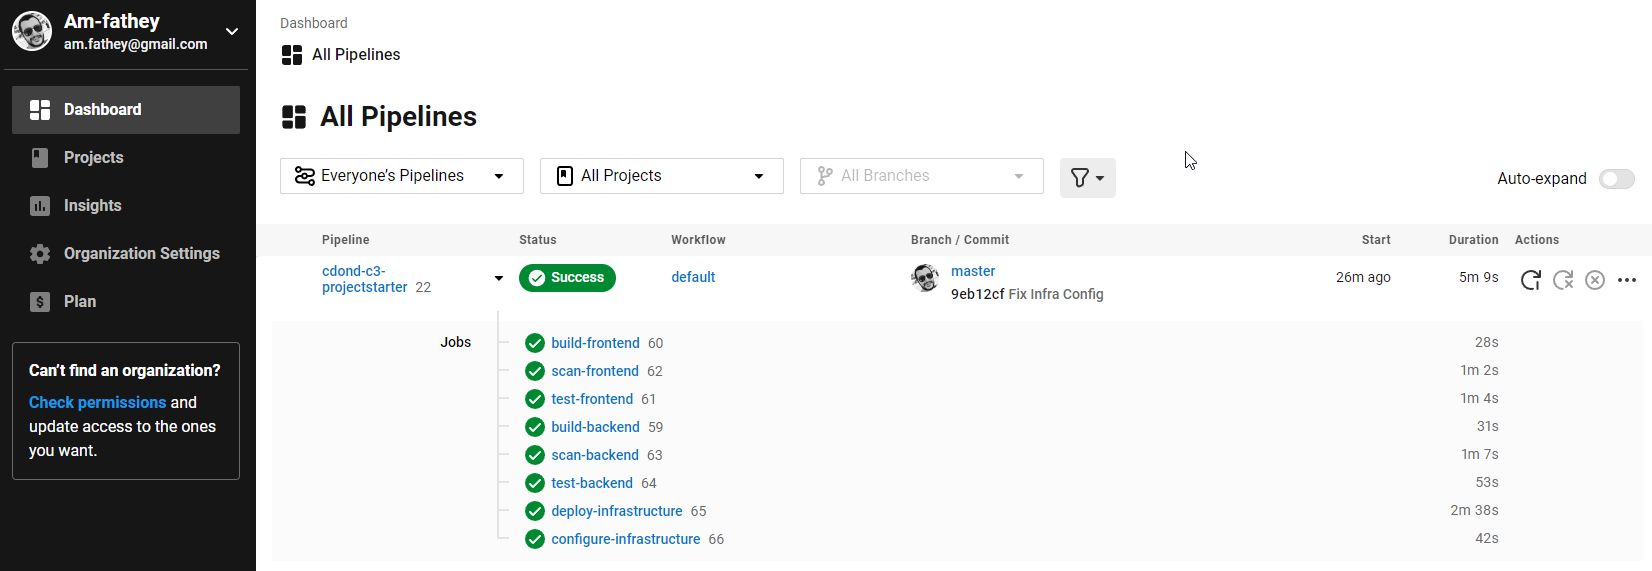 Am-fathey
am.fathey@gmail.com
Dashboard
Projects
Insights
Organization Settings
Plan
Can't find an organization?
Check permissions and
update access to the ones
you want.
Dashboard
All Pipelines
All Pipelines
Everyone's Pipelines All Projects All Branches Auto-expand
Pipeline Status Workflow Branch / Commit Start Duration Actions
cdond-c3-
projectstarter 22 Success default master 26m ago 5m 9s
9eb12cf Fix Infra Config
Jobs build-frontend 60 28s
scan-frontend 62 1m 2s
test-frontend 61 1m 4s
build-backend 59 31s
scan-backend 63 1m 7s
test-backend 64 53s
deploy-infrastructure 65 2m 38s
configure-infrastructure 66 42s